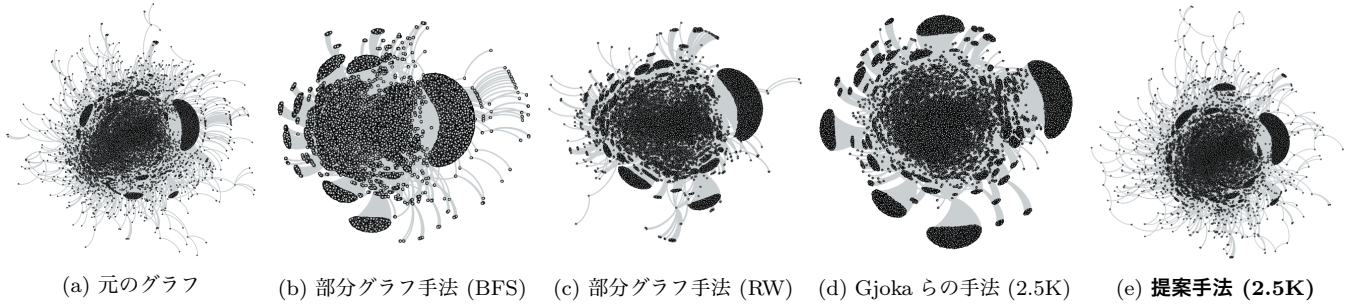 (a) 元のグラフ
(b) 部分グラフ手法 (BFS)
(c) 部分グラフ手法 (RW)
(d) Gjoka らの手法 (2.5K)
(e) 提案手法 (2.5K)